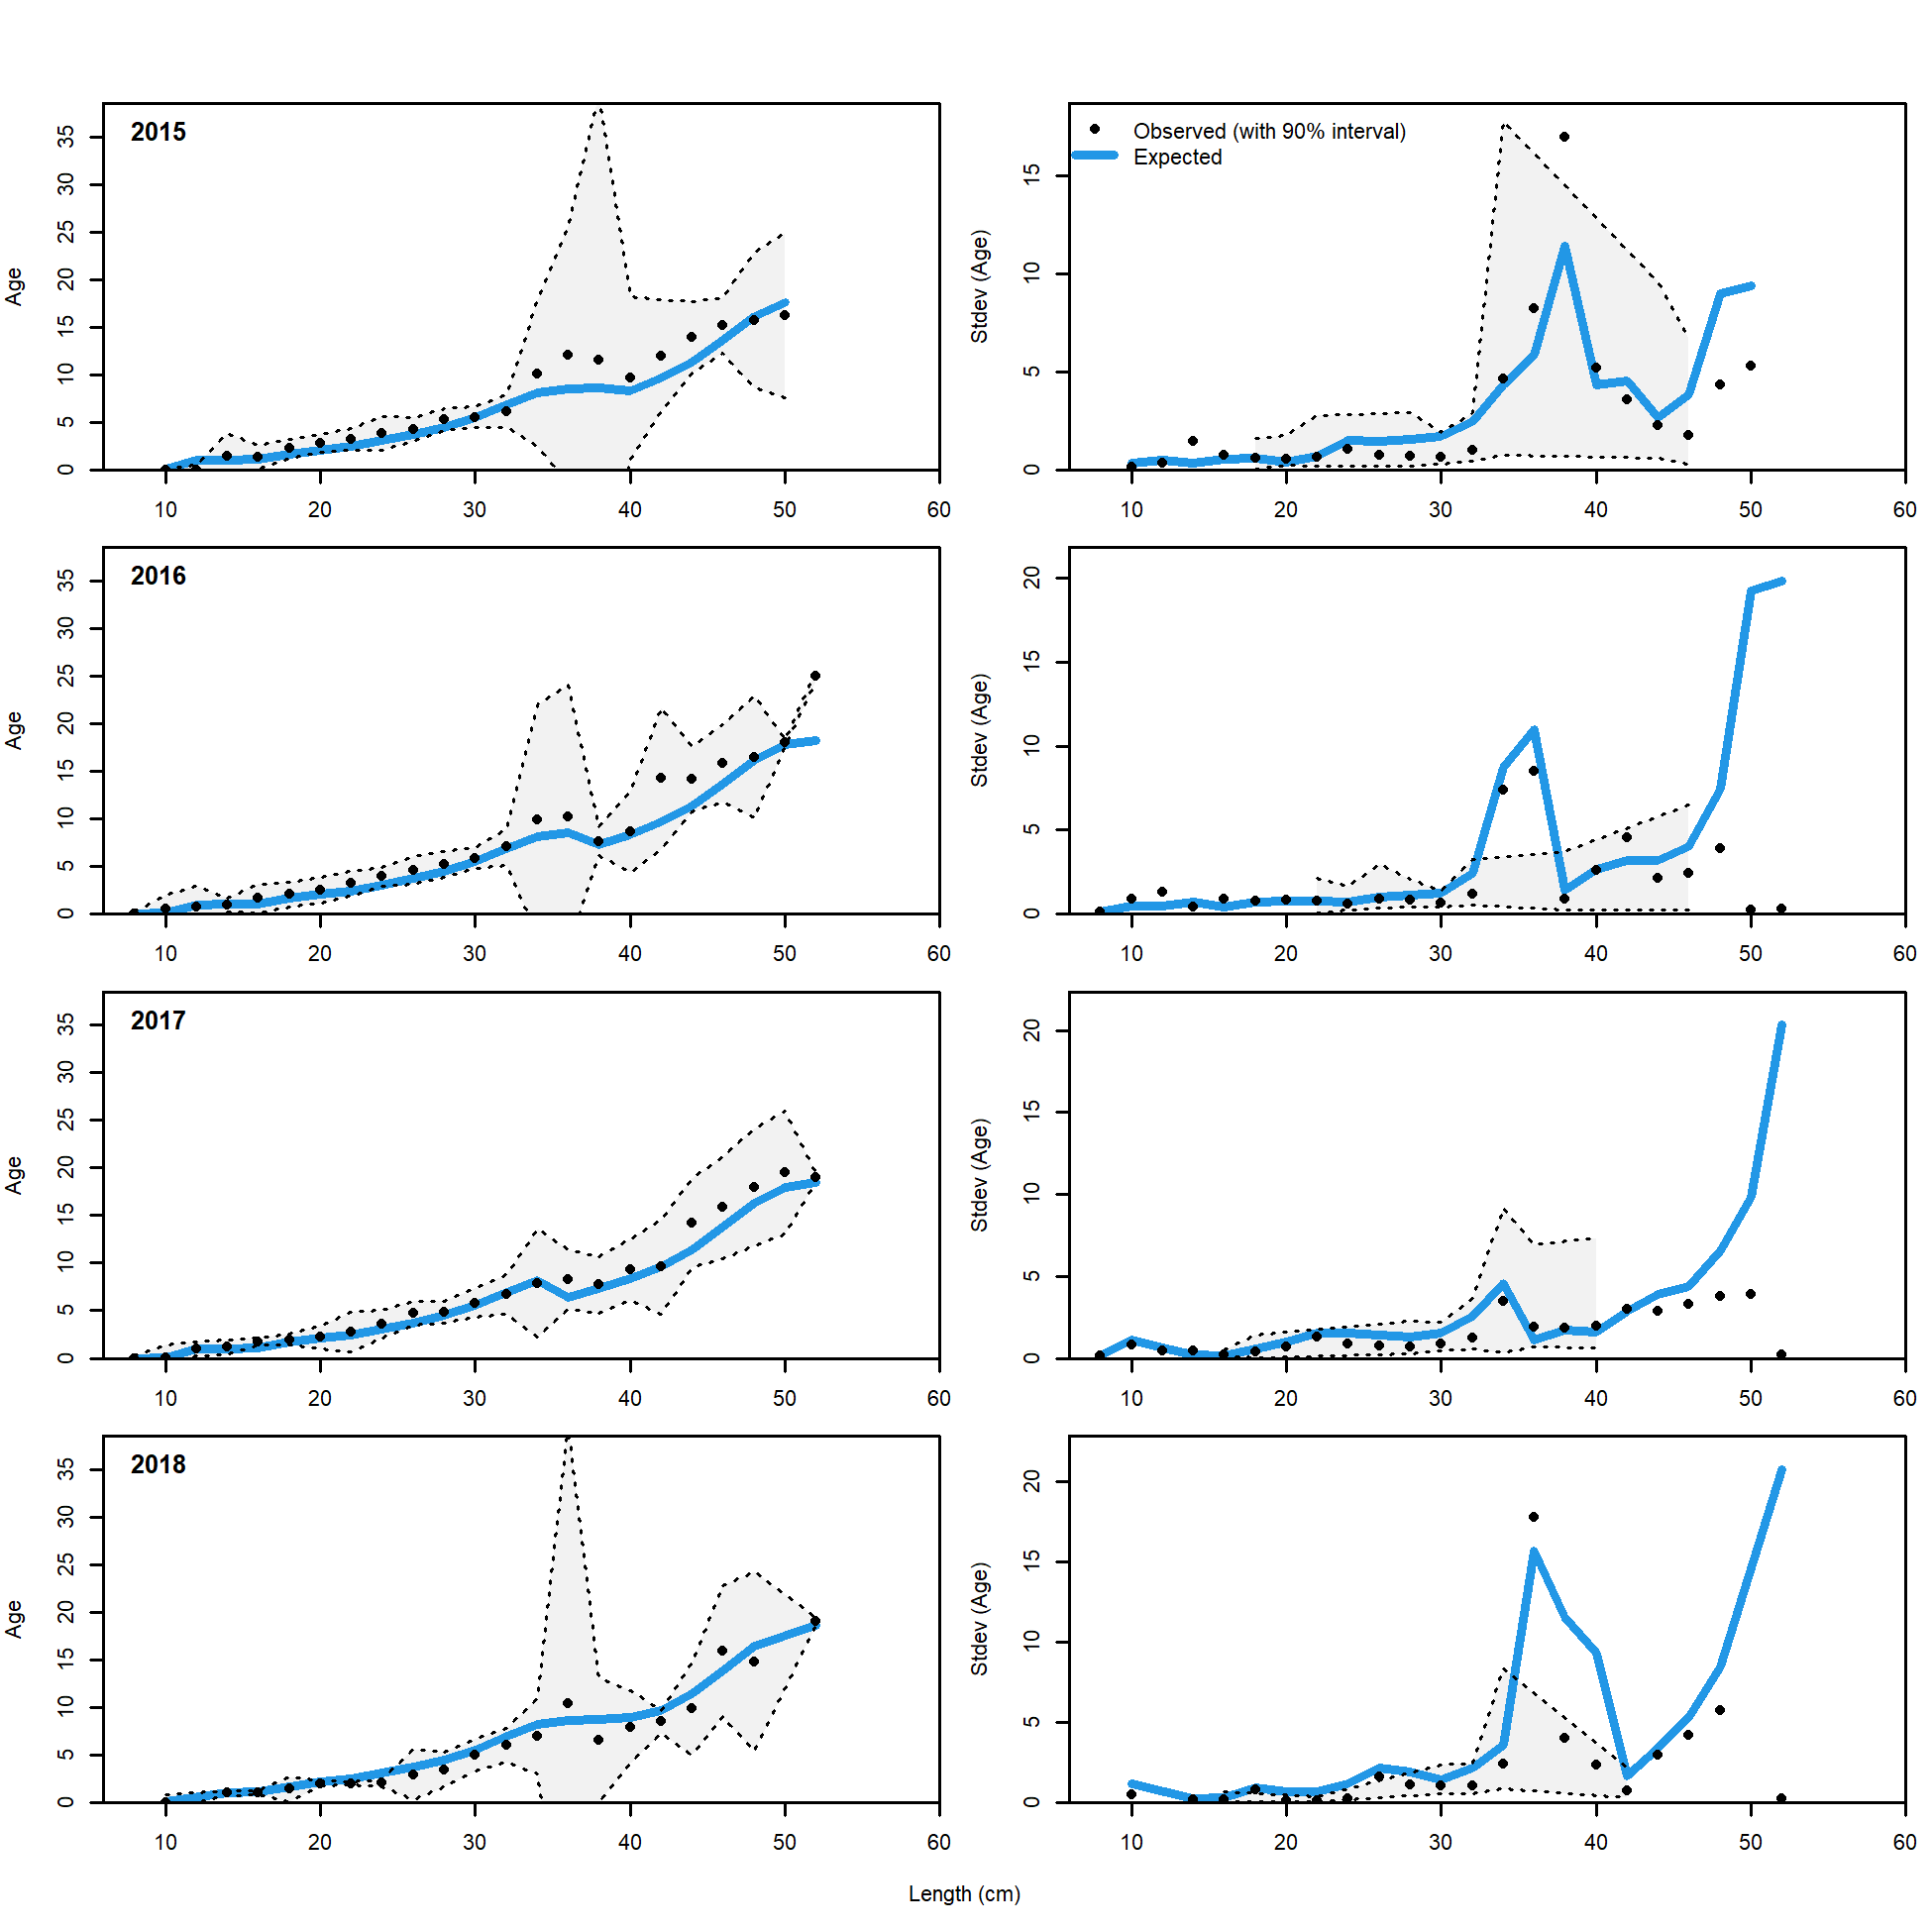 2015
Age
0 5 10 15 20 25 30 35
10 20 30 40 50 60
Observed (with 90% interval)
Expected
Stdev (Age)
0 5 10 15
10 20 30 40 50 60
2016
Age
0 5 10 15 20 25 30 35
10 20 30 40 50 60
Stdev (Age)
0 5 10 15 20
10 20 30 40 50 60
2017
Age
0 5 10 15 20 25 30 35
10 20 30 40 50 60
Stdev (Age)
0 5 10 15 20
10 20 30 40 50 60
2018
Age
0 5 10 15 20 25 30 35
10 20 30 40 50 60
Stdev (Age)
0 5 10 15 20
10 20 30 40 50 60
Length (cm)